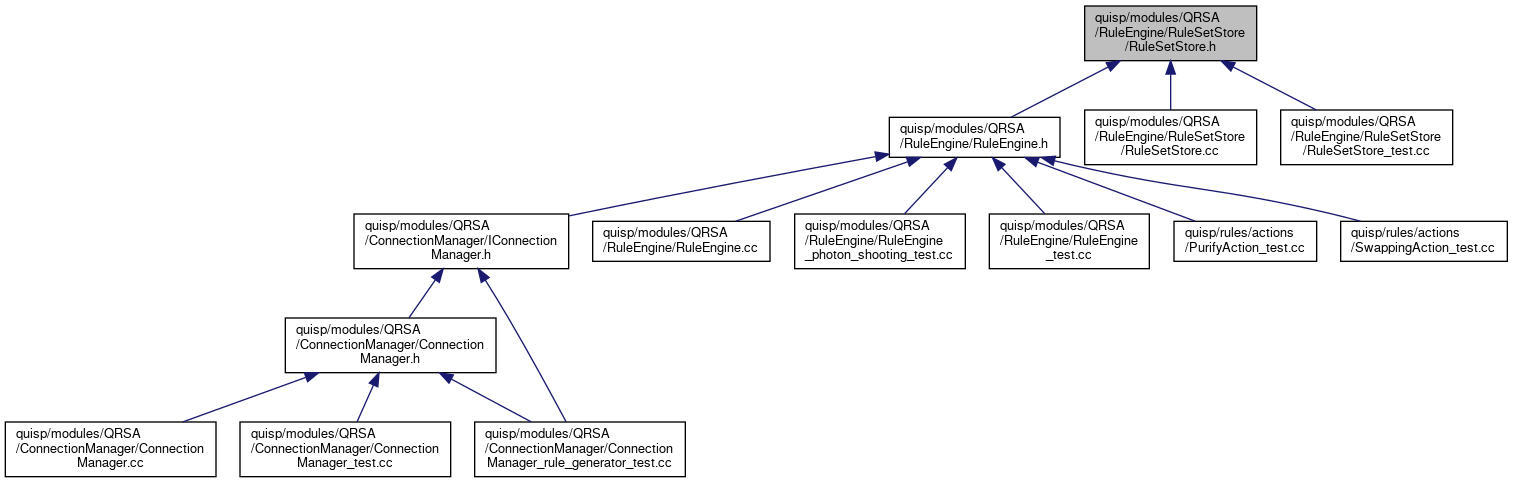 quisp/modules/QRSA
/RuleEngine/RuleSetStore
/RuleSetStore.h
quisp/modules/QRSA
/RuleEngine/RuleEngine.h
quisp/modules/QRSA
/RuleEngine/RuleSetStore
/RuleSetStore.cc
quisp/modules/QRSA
/RuleEngine/RuleSetStore
/RuleSetStore_test.cc
quisp/modules/QRSA
/ConnectionManager/IConnection
Manager.h
quisp/modules/QRSA
/RuleEngine/RuleEngine.cc
quisp/modules/QRSA
/RuleEngine/RuleEngine
_photon_shooting_test.cc
quisp/modules/QRSA
/RuleEngine/RuleEngine
_test.cc
quisp/rules/actions
/PurifyAction_test.cc
quisp/rules/actions
/SwappingAction_test.cc
quisp/modules/QRSA
/ConnectionManager/Connection
Manager.h
quisp/modules/QRSA
/ConnectionManager/Connection
Manager.cc
quisp/modules/QRSA
/ConnectionManager/Connection
Manager_test.cc
quisp/modules/QRSA
/ConnectionManager/Connection
Manager_rule_generator_test.cc